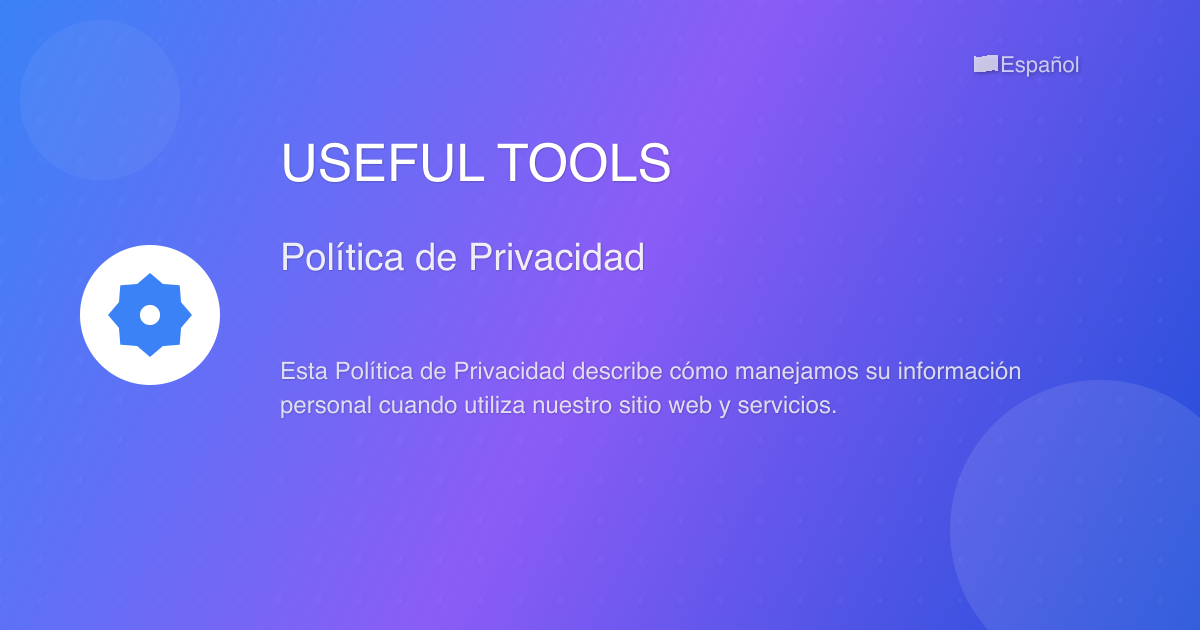 Español
USEFUL TOOLS
Política de Privacidad
Esta Política de Privacidad describe cómo manejamos su información
personal cuando utiliza nuestro sitio web y servicios.